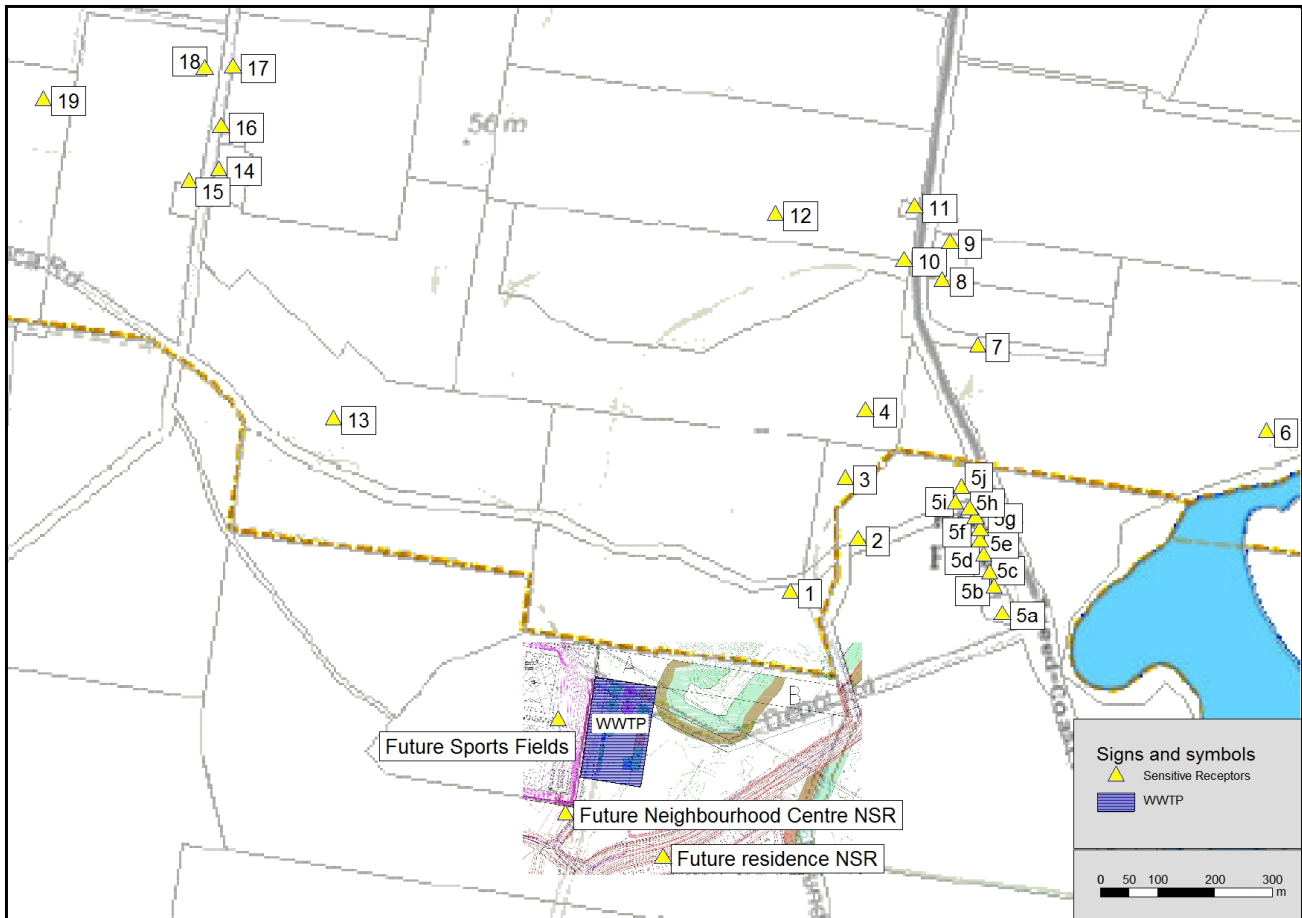 18
17
19
16
56 m
14
15
12
11
9
10
8
7
4
13
6
3
5j
5i
5h
5g
5f
2
5e
5d
5c
1
5b
5a
A
B
WWTP
Future Sports Fields
Future Neighbourhood Centre NSR
Future residence NSR
Signs and symbols
Sensitive Receptors
WWTP
0 50 100 200 300
m